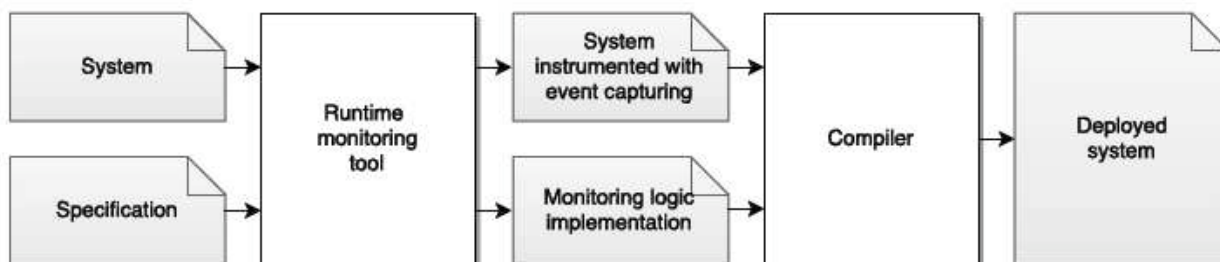 System
Specification
Runtime
monitoring
tool
System
instrumented with
event capturing
Monitoring logic
implementation
Compiler
Deployed
system